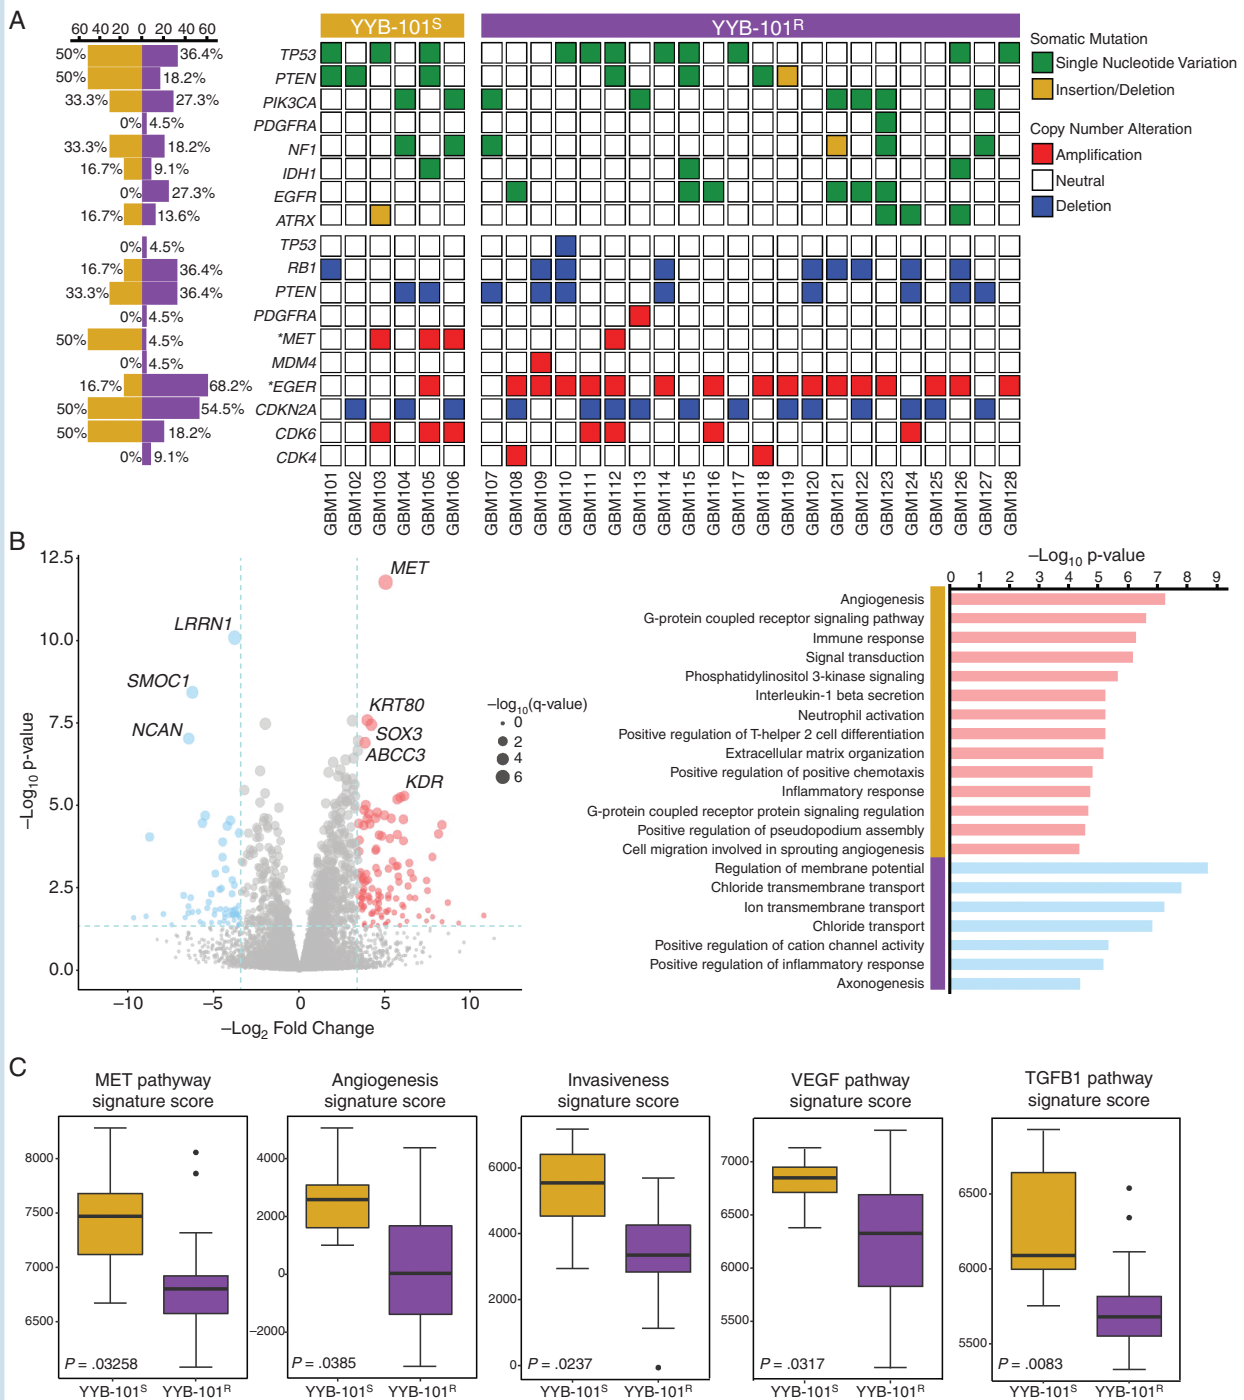 A
60 40 20 0 20 40 60
YYB-101S
YYB-101R
50% 36.4% TP53
50% 18.2% PTEN
33.3% 27.3% PIK3CA
0% 4.5% PDGFRA
33.3% 18.2% NF1
16.7% 9.1% IDH1
0% 27.3% EGFR
16.7% 13.6% ATRX
0% 4.5% TP53
16.7% 36.4% RB1
33.3% 36.4% PTEN
0% 4.5% PDGFRA
50% 4.5% *MET
0% 4.5% MDM4
16.7% 68.2% *EGER
50% 54.5% CDKN2A
50% 18.2% CDK6
0% 9.1% CDK4
GBM101 GBM102 GBM103 GBM104 GBM105 GBM106 GBM107 GBM108 GBM109 GBM110 GBM111 GBM112 GBM113 GBM114 GBM115 GBM116 GBM117 GBM118 GBM119 GBM120 GBM121 GBM122 GBM123 GBM124 GBM125 GBM126 GBM127 GBM128
Somatic Mutation
Single Nucleotide Variation
Insertion/Deletion
Copy Number Alteration
Amplification
Neutral
Deletion
B
12.5
10.0
7.5
5.0
2.5
0.0
–Log10 p-value
MET
LRRN1
SMOC1
NCAN
KRT80
SOX3
ABCC3
KDR
–10 –5 0 5 10
–Log2 Fold Change
–log10(q-value)
0
2
4
6
–Log10 p-value
0 1 2 3 4 5 6 7 8 9
Angiogenesis
G-protein coupled receptor signaling pathway
Immune response
Signal transduction
Phosphatidylinositol 3-kinase signaling
Interleukin-1 beta secretion
Neutrophil activation
Positive regulation of T-helper 2 cell differentiation
Extracellular matrix organization
Positive regulation of positive chemotaxis
Inflammatory response
G-protein coupled receptor protein signaling regulation
Positive regulation of pseudopodium assembly
Cell migration involved in sprouting angiogenesis
Regulation of membrane potential
Chloride transmembrane transport
Ion transmembrane transport
Chloride transport
Positive regulation of cation channel activity
Positive regulation of inflammatory response
Axonogenesis
C
MET pathyway
signature score
8000
7500
7000
6500
P = .03258
YYB-101S YYB-101R
Angiogenesis
signature score
4000
2000
0
–2000
P = .0385
YYB-101S YYB-101R
Invasiveness
signature score
6000
4000
2000
0
P = .0237
YYB-101S YYB-101R
VEGF pathway
signature score
7000
6500
6000
5500
P = .0317
YYB-101S YYB-101R
TGFB1 pathway
signature score
6500
6000
5500
P = .0083
YYB-101S YYB-101R